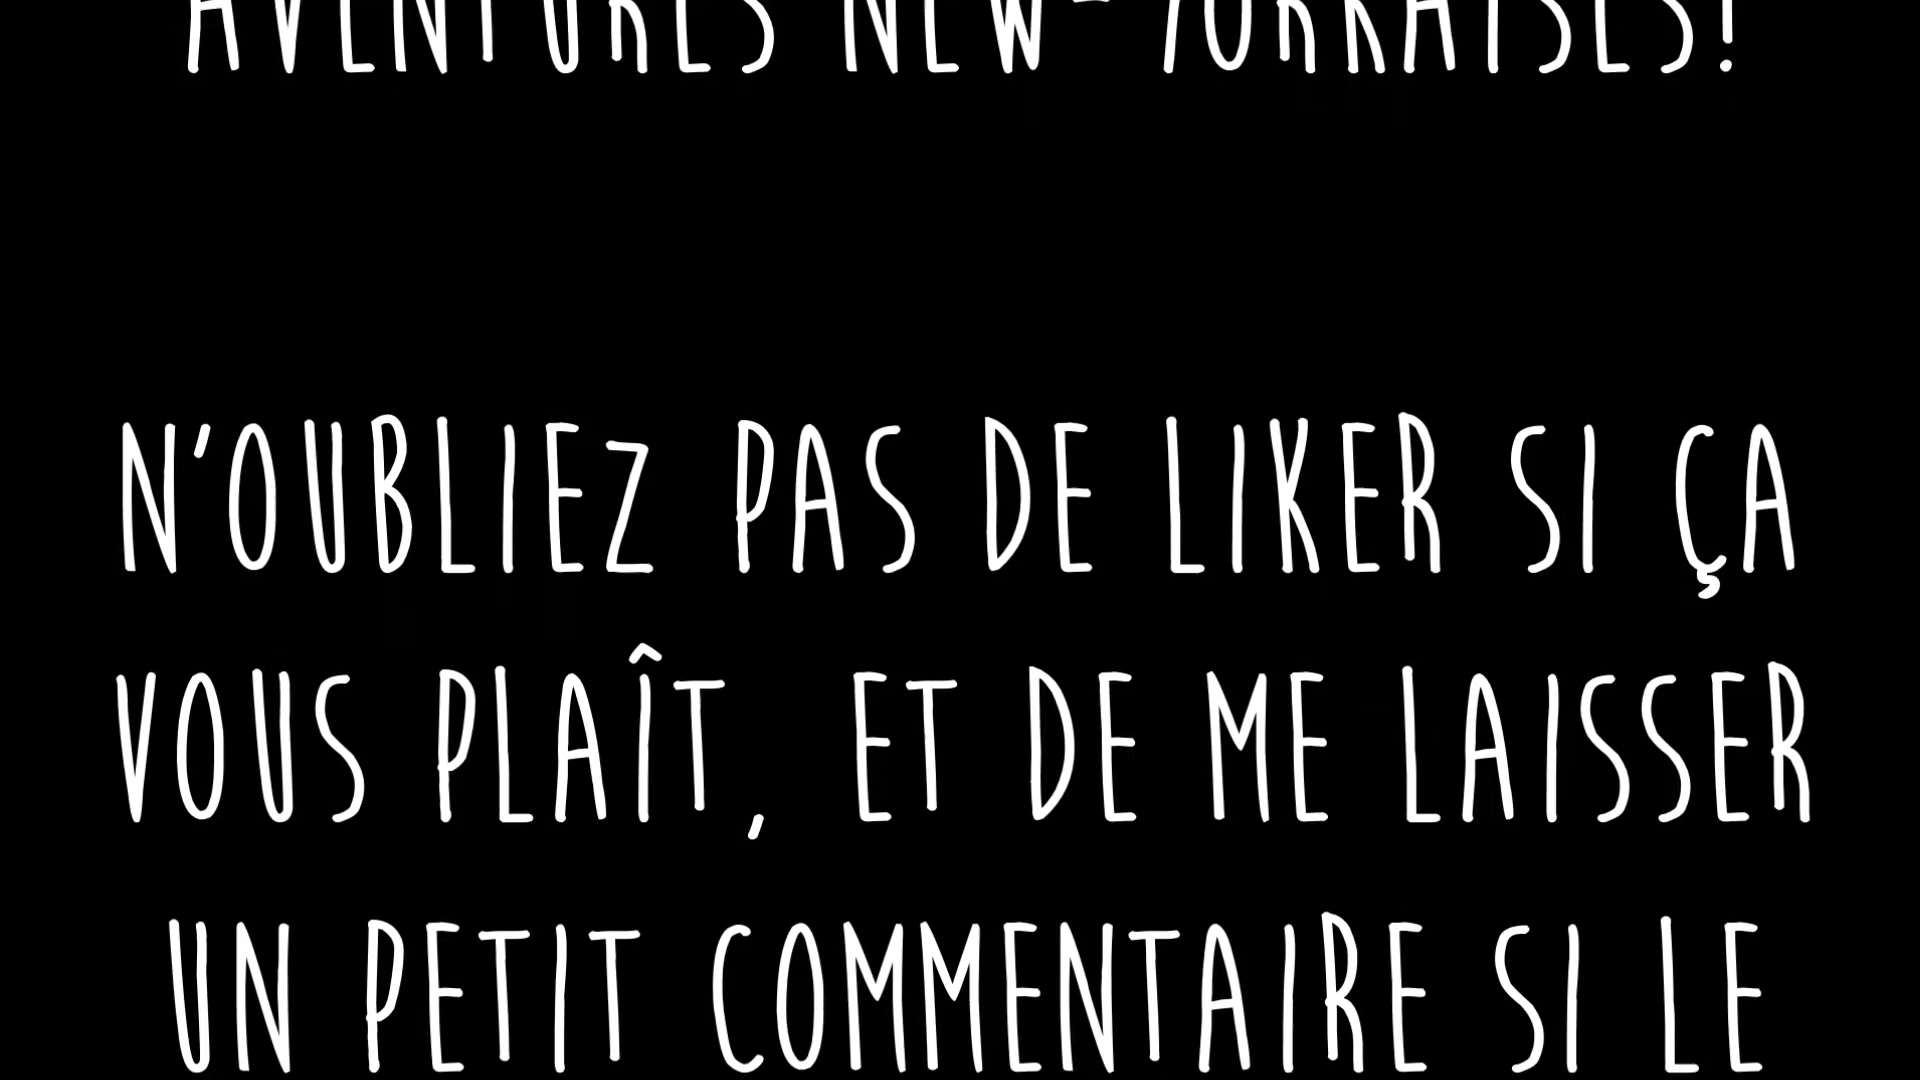 AVENTURES NEW-YORKAISES!
N'OUBLIEZ PAS DE LIKER SI ÇA
VOUS PLAÎT, ET DE ME LAISSER
UN PETIT COMMENTAIRE SI LE